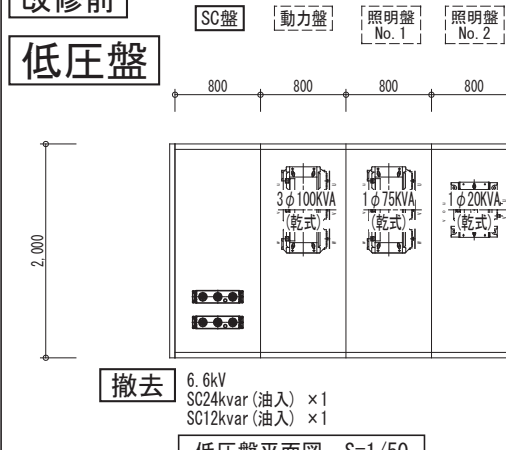 改修前
SC盤 動力盤 照明盤 照明盤
No.1 No.2
低圧盤
800 800 800 800
2,000
3φ100KVA 1φ75KVA 1φ20KVA
(乾式) (乾式) (乾式)
撤去 6.6kV
SC24kvar(油入) ×1
SC12kvar(油入) ×1
低圧盤平面図 S=1/50